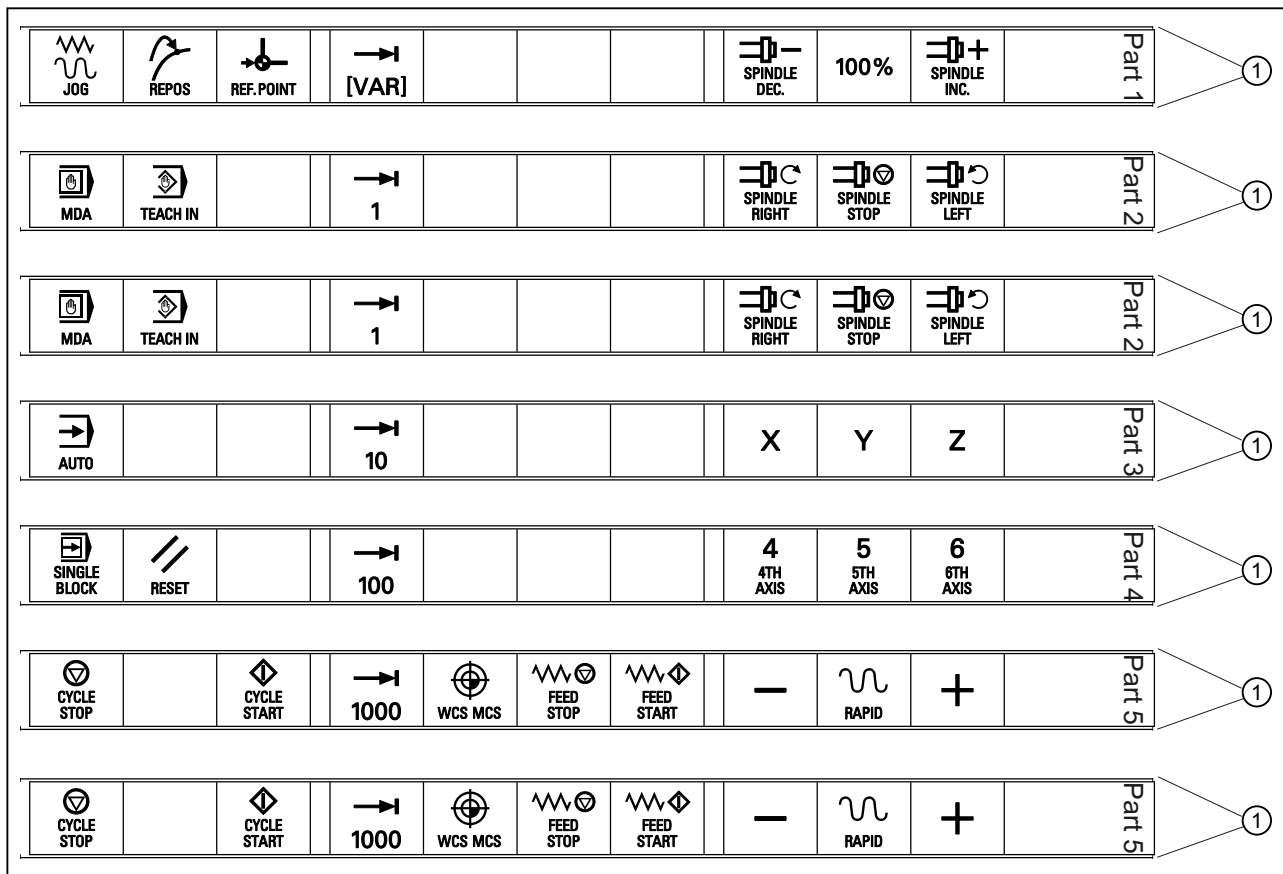 JOG REPOS REF. POINT [VAR] SPINDLE DEC. 100% SPINDLE INC. Part 1 1
MDA TEACH IN 1 SPINDLE RIGHT SPINDLE STOP SPINDLE LEFT Part 2 1
MDA TEACH IN 1 SPINDLE RIGHT SPINDLE STOP SPINDLE LEFT Part 2 1
AUTO 10 X Y Z Part 3 1
SINGLE BLOCK RESET 100 4 4TH AXIS 5 5TH AXIS 6 6TH AXIS Part 4 1
CYCLE STOP CYCLE START 1000 WCS MCS FEED STOP FEED START − RAPID + Part 5 1
CYCLE STOP CYCLE START 1000 WCS MCS FEED STOP FEED START − RAPID + Part 5 1